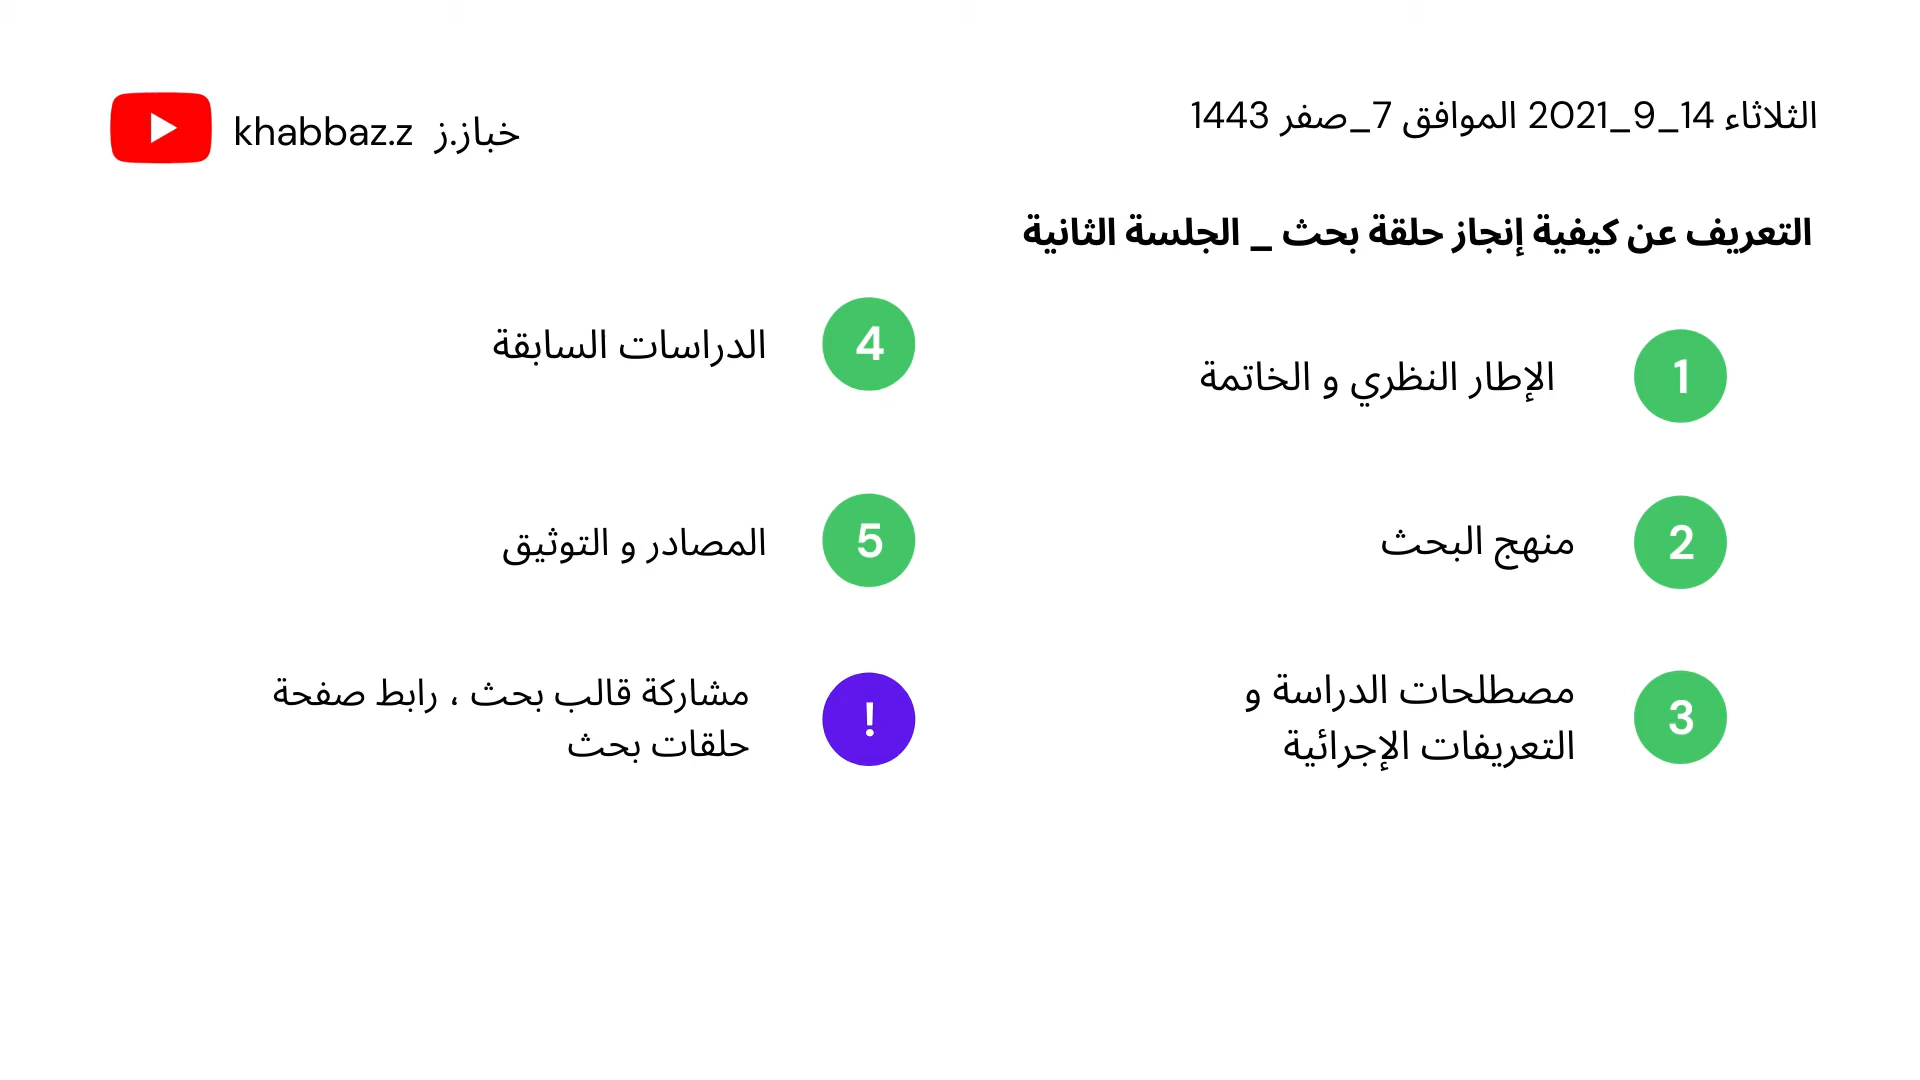 الثلاثاء 14_9_2021 الموافق 7_صفر 1443
khabbaz.z خباز.ز
التعريف عن كيفية إنجاز حلقة بحث _ الجلسة الثانية
1
الإطار النظري و الخاتمة
2
منهج البحث
3
مصطلحات الدراسة و
التعريفات الإجرائية
4
الدراسات السابقة
5
المصادر و التوثيق
!
مشاركة قالب بحث ، رابط صفحة
حلقات بحث